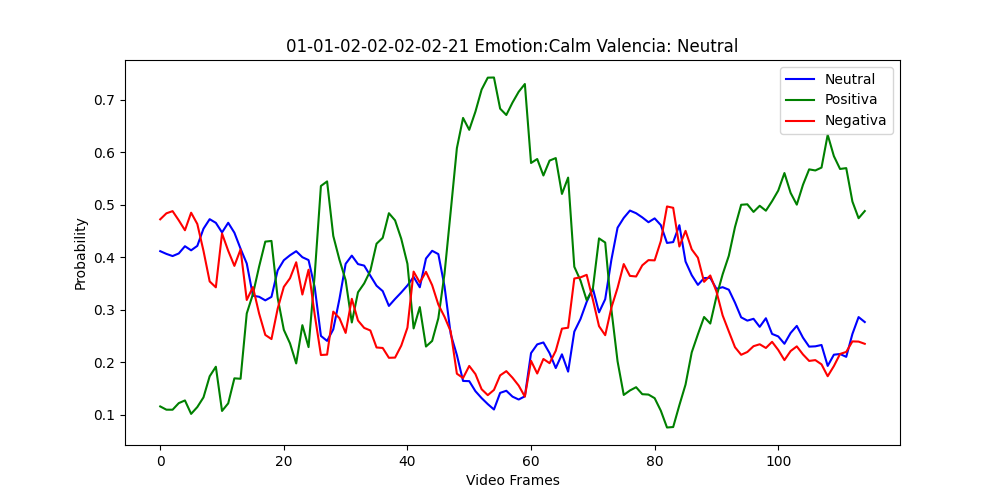 01-01-02-02-02-02-21 Emotion:Calm Valencia: Neutral
Neutral
Positiva
Negativa
Probability
0.7
0.6
0.5
0.4
0.3
0.2
0.1
0 20 40 60 80 100
Video Frames